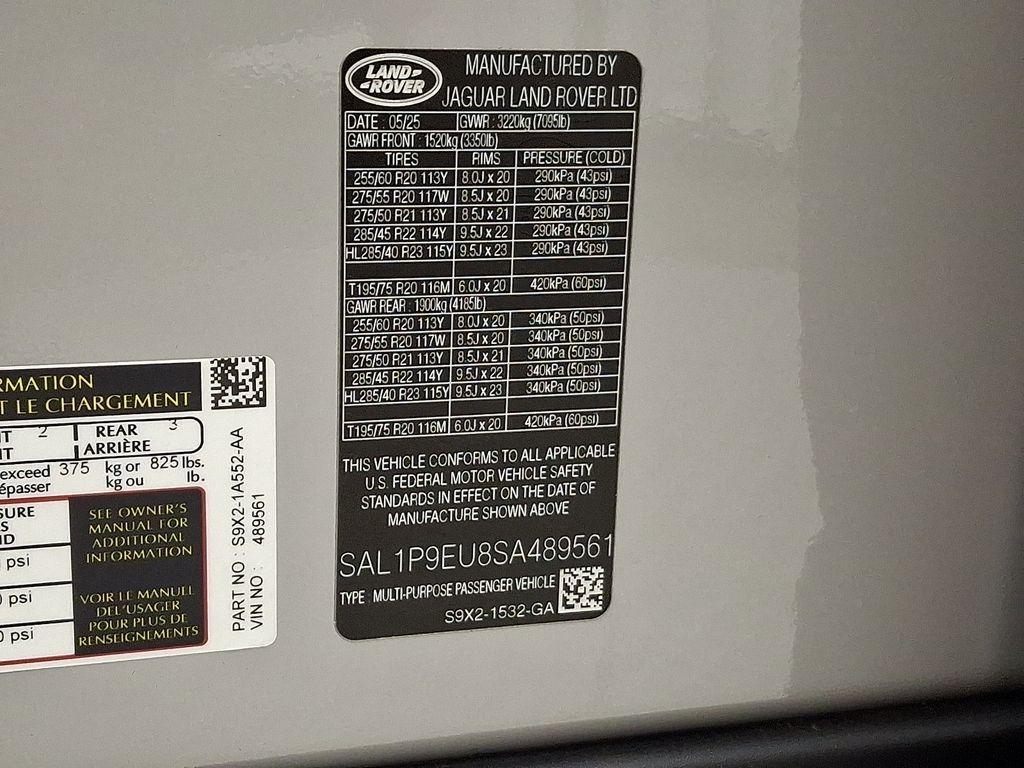 LAND-
-ROVER
MANUFACTURED BY
JAGUAR LAND ROVER LTD
DATE : 05/25 GVWR : 3220kg (7095lb)
GAWR FRONT : 1520kg (3350lb)
TIRES RIMS PRESSURE (COLD)
255/60 R20 113Y 8.0J x 20 290kPa (43psi)
275/55 R20 117W 8.5J x 20 290kPa (43psi)
275/50 R21 113Y 8.5J x 21 290kPa (43psi)
285/45 R22 114Y 9.5J x 22 290kPa (43psi)
HL285/40 R23 115Y 9.5J x 23 290kPa (43psi)
T195/75 R20 116M 6.0J x 20 420kPa (60psi)
GAWR REAR : 1900kg (4185lb)
255/60 R20 113Y 8.0J x 20 340kPa (50psi)
275/55 R20 117W 8.5J x 20 340kPa (50psi)
275/50 R21 113Y 8.5J x 21 340kPa (50psi)
285/45 R22 114Y 9.5J x 22 340kPa (50psi)
HL285/40 R23 115Y 9.5J x 23 340kPa (50psi)
T195/75 R20 116M 6.0J x 20 420kPa (60psi)
THIS VEHICLE CONFORMS TO ALL APPLICABLE
U.S. FEDERAL MOTOR VEHICLE SAFETY
STANDARDS IN EFFECT ON THE DATE OF
MANUFACTURE SHOWN ABOVE
SAL1P9EU8SA489561
TYPE : MULTI-PURPOSE PASSENGER VEHICLE
S9X2-1532-GA
RMATION
T LE CHARGEMENT
NT 2 REAR 3
NT ARRIÈRE
exceed 375 kg or 825 lbs.
épasser kg ou lb.
SURE
S
ID
psi
0 psi
0 psi
SEE OWNER'S
MANUAL FOR
ADDITIONAL
INFORMATION
VOIR LE MANUEL
DEL'USAGER
POUR PLUS DE
RENSEIGNEMENTS
PART NO : S9X2-1A552-AA
VIN NO : 489561